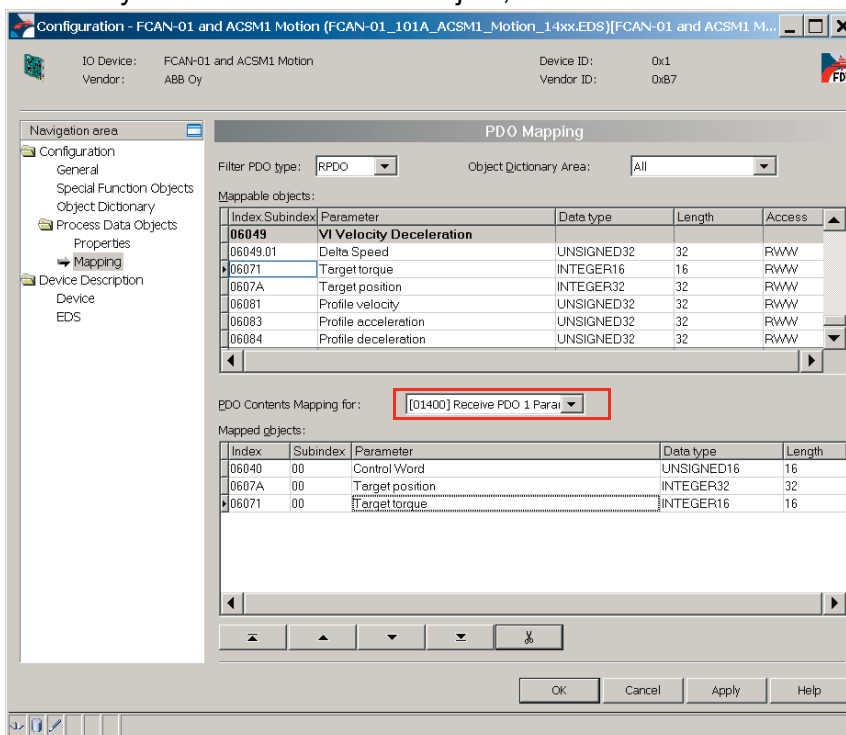 Configuration - FCAN-01 and ACSM1 Motion (FCAN-01_101A_ACSM1_Motion_14xx.EDS)[FCAN-01 and ACSM1 M...
IO Device: FCAN-01 and ACSM1 Motion Device ID: 0x1
Vendor: ABB Oy Vendor ID: 0xB7
FD
Navigation area
Configuration
General
Special Function Objects
Object Dictionary
Process Data Objects
Properties
Mapping
Device Description
Device
EDS
PDO Mapping
Filter PDO type: RPDO Object Dictionary Area: All
Mappable objects:
Index.Subindex Parameter Data type Length Access
06049 VI Velocity Deceleration
06049.01 Delta Speed UNSIGNED32 32 RWW
06071 Target torque INTEGER16 16 RWW
0607A Target position INTEGER32 32 RWW
06081 Profile velocity UNSIGNED32 32 RWW
06083 Profile acceleration UNSIGNED32 32 RWW
06084 Profile deceleration UNSIGNED32 32 RWW
PDO Contents Mapping for: [01400] Receive PDO 1 Para
Mapped objects:
Index Subindex Parameter Data type Length
06040 00 Control Word UNSIGNED16 16
0607A 00 Target position INTEGER32 32
06071 00 Target torque INTEGER16 16
OK Cancel Apply Help